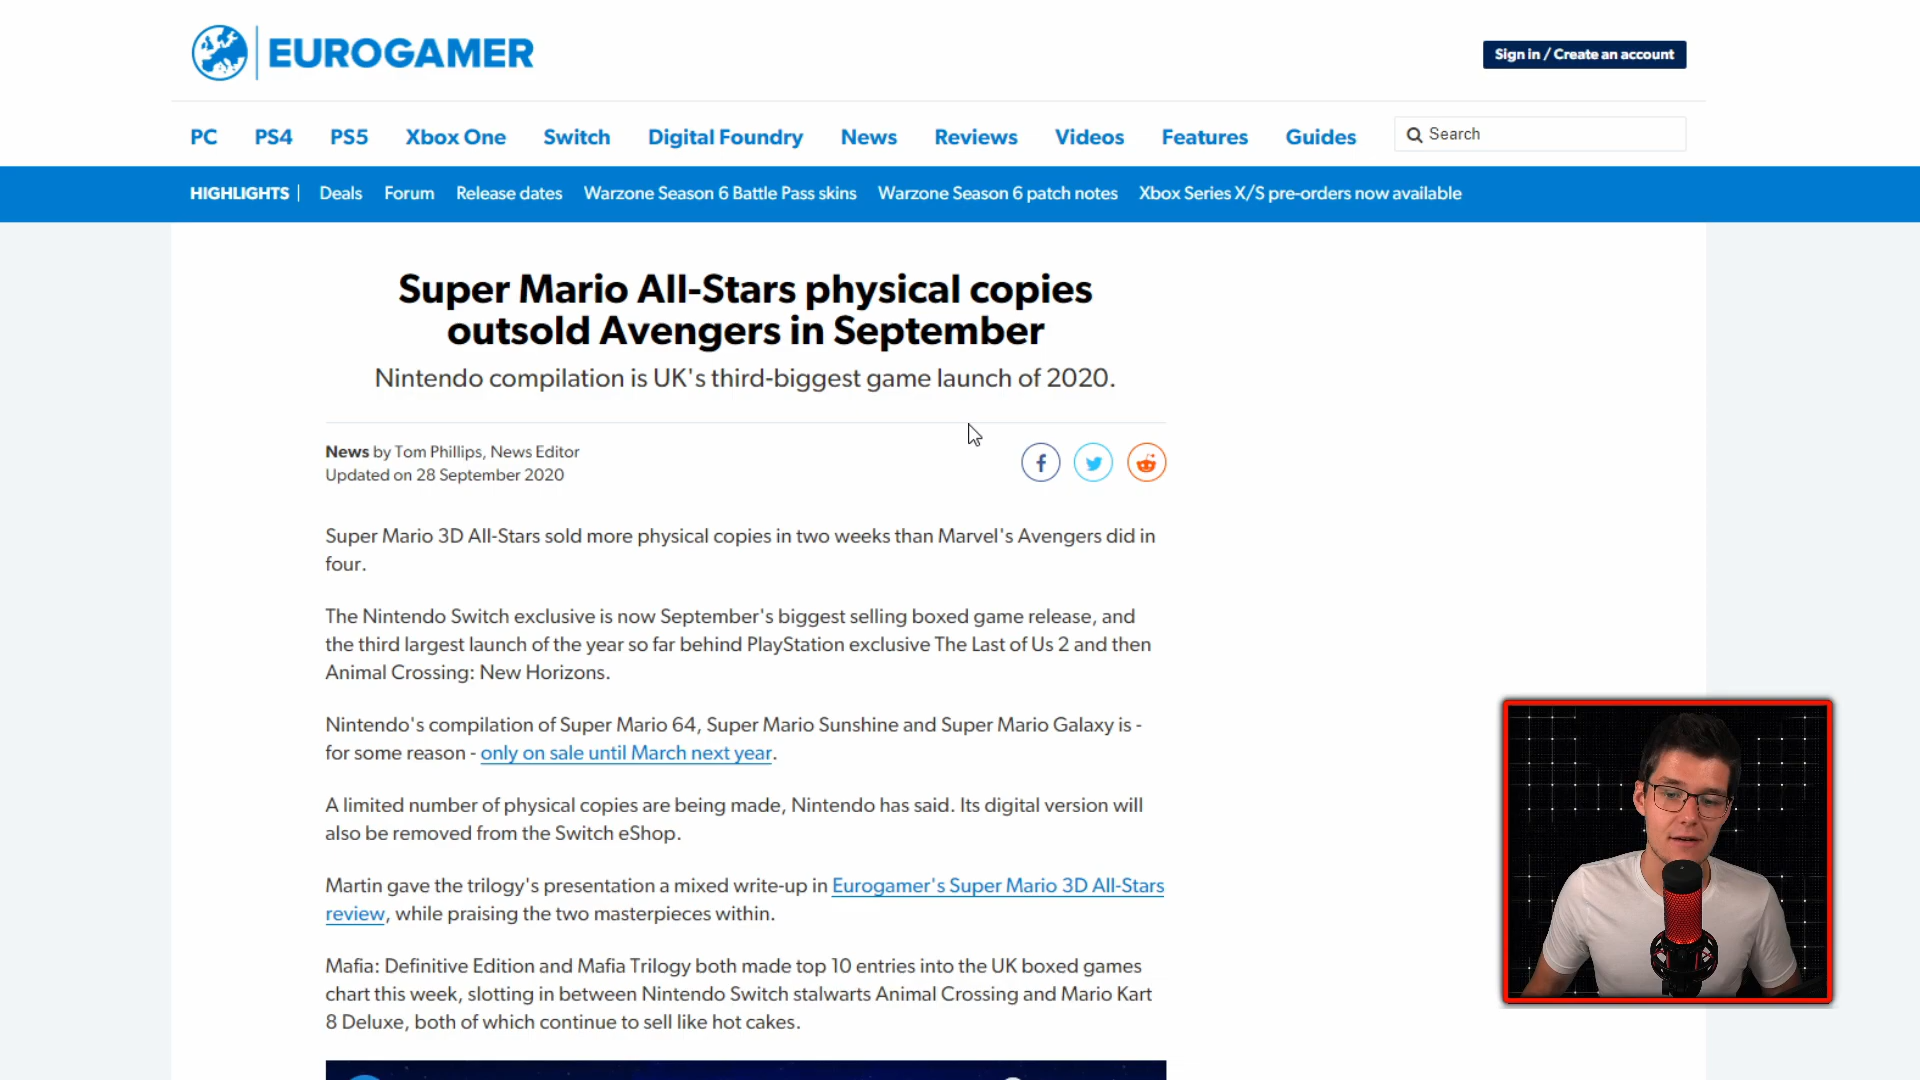 EUROGAMER
Sign in / Create an account
PC PS4 PS5 Xbox One Switch Digital Foundry News Reviews Videos Features Guides Search
HIGHLIGHTS | Deals Forum Release dates Warzone Season 6 Battle Pass skins Warzone Season 6 patch notes Xbox Series X/S pre-orders now available
Super Mario All-Stars physical copies
outsold Avengers in September
Nintendo compilation is UK's third-biggest game launch of 2020.
News by Tom Phillips, News Editor
Updated on 28 September 2020
Super Mario 3D All-Stars sold more physical copies in two weeks than Marvel's Avengers did in
four.
The Nintendo Switch exclusive is now September's biggest selling boxed game release, and
the third largest launch of the year so far behind PlayStation exclusive The Last of Us 2 and then
Animal Crossing: New Horizons.
Nintendo's compilation of Super Mario 64, Super Mario Sunshine and Super Mario Galaxy is -
for some reason - only on sale until March next year.
A limited number of physical copies are being made, Nintendo has said. Its digital version will
also be removed from the Switch eShop.
Martin gave the trilogy's presentation a mixed write-up in Eurogamer's Super Mario 3D All-Stars
review, while praising the two masterpieces within.
Mafia: Definitive Edition and Mafia Trilogy both made top 10 entries into the UK boxed games
chart this week, slotting in between Nintendo Switch stalwarts Animal Crossing and Mario Kart
8 Deluxe, both of which continue to sell like hot cakes.